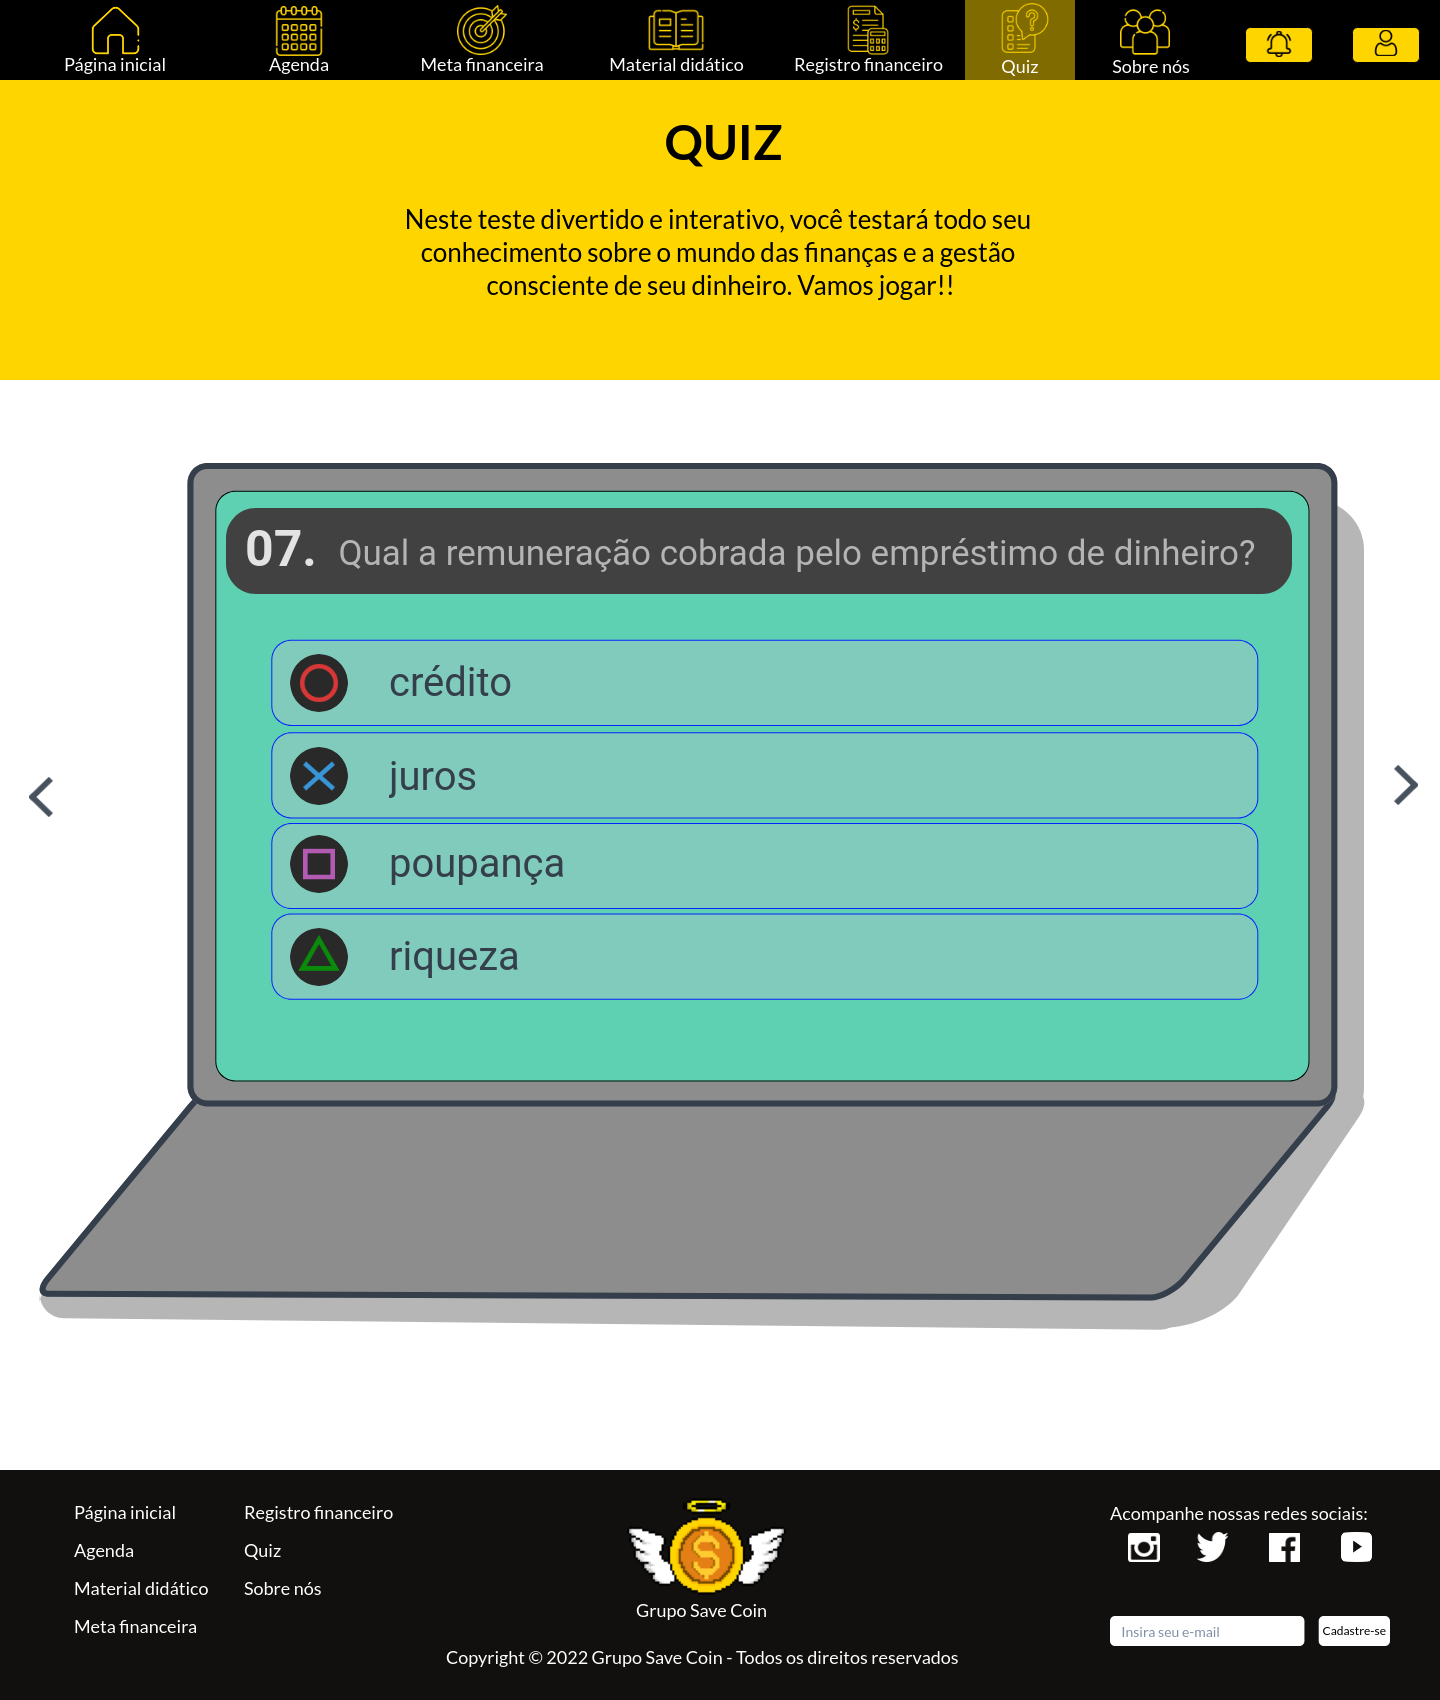 Página inicial
Agenda
Meta financeira
Material didático
Registro financeiro
Quiz
Sobre nós
QUIZ
Neste teste divertido e interativo, você testará todo seu
conhecimento sobre o mundo das finanças e a gestão
consciente de seu dinheiro. Vamos jogar!!
07. Qual a remuneração cobrada pelo empréstimo de dinheiro?
crédito
juros
poupança
riqueza
Página inicial
Agenda
Material didático
Meta financeira
Registro financeiro
Quiz
Sobre nós
Grupo Save Coin
Copyright © 2022 Grupo Save Coin - Todos os direitos reservados
Acompanhe nossas redes sociais:
Insira seu e-mail
Cadastre-se